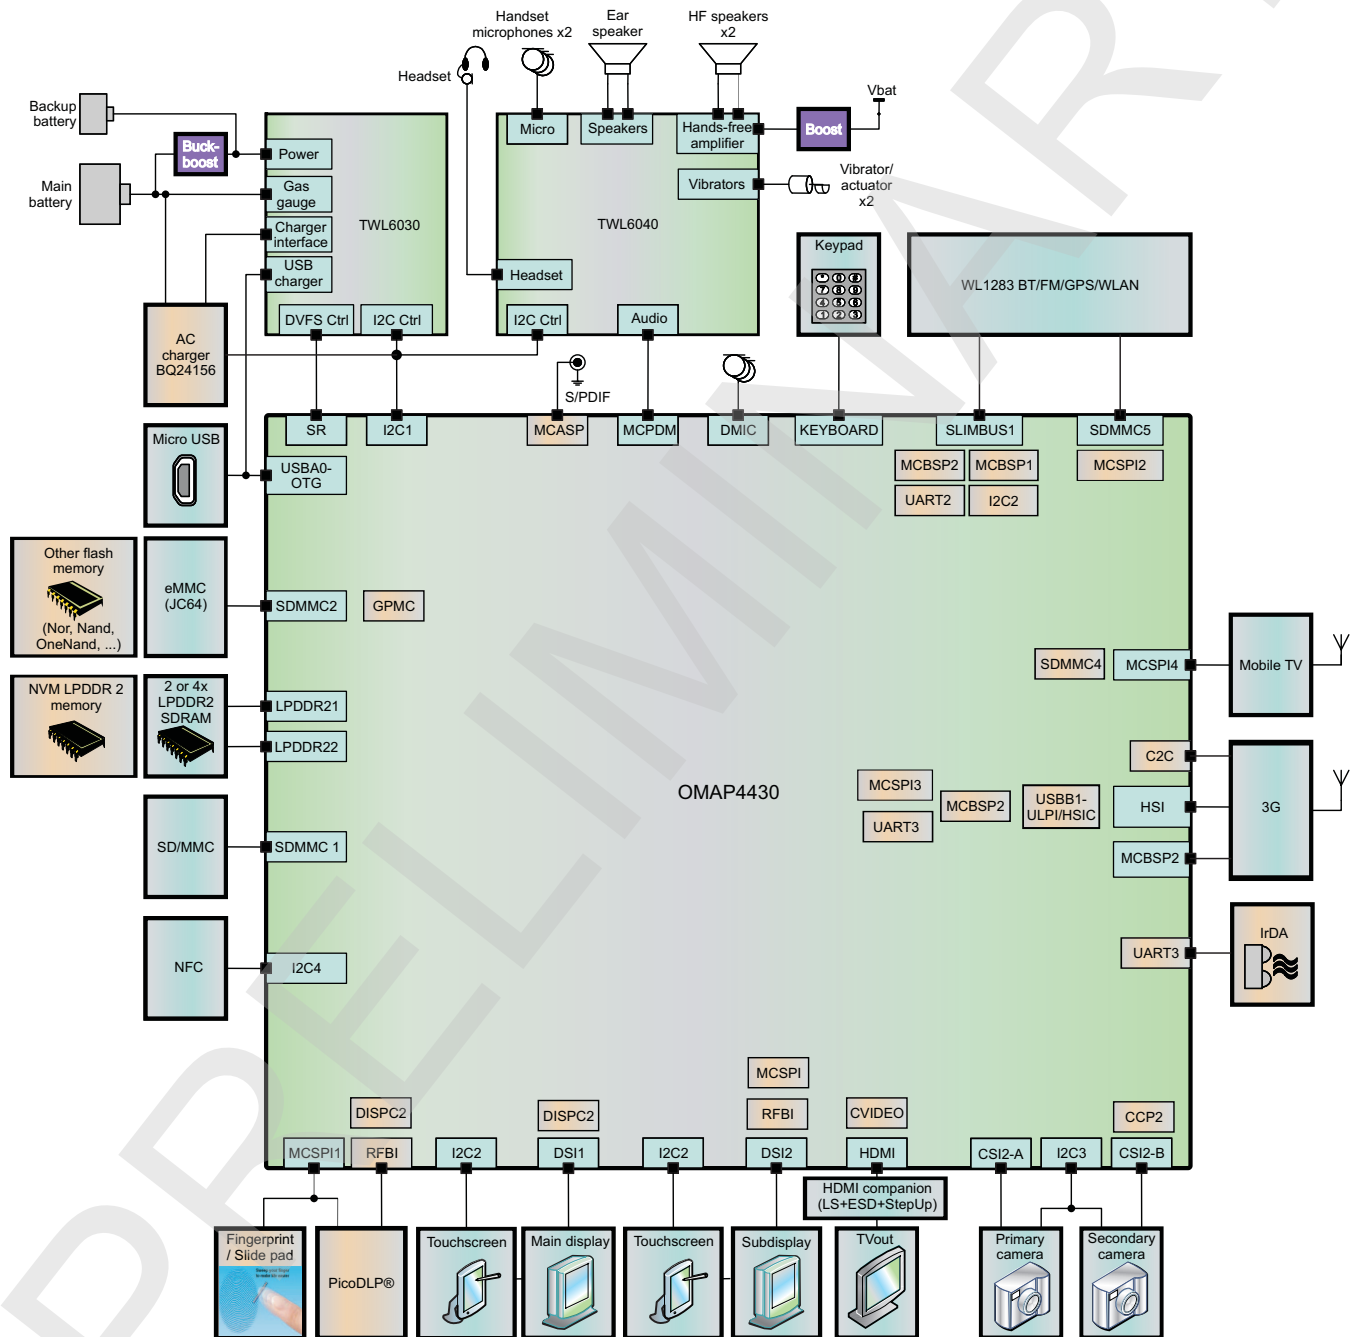 Handset
microphones x2
Ear
speaker
HF speakers
x2
Headset
Vbat
Backup
battery
Buck-
boost
Main
battery
Power
Gas
gauge
Charger
interface
USB
charger
TWL6030
DVFS Ctrl
I2C Ctrl
Micro
Speakers
Hands-free
amplifier
Boost
Vibrators
Vibrator/
actuator
x2
TWL6040
Headset
I2C Ctrl
Audio
Keypad
WL1283 BT/FM/GPS/WLAN
AC
charger
BQ24156
S/PDIF
SR
I2C1
MCASP
MCPDM
DMIC
KEYBOARD
SLIMBUS1
SDMMC5
Micro USB
USBA0-
OTG
MCBSP2
MCBSP1
MCSPI2
UART2
I2C2
Other flash
memory
(Nor, Nand,
OneNand, ...)
eMMC
(JC64)
SDMMC2
GPMC
SDMMC4
MCSPI4
Mobile TV
NVM LPDDR 2
memory
2 or 4x
LPDDR2
SDRAM
LPDDR21
LPDDR22
OMAP4430
C2C
MCSPI3
MCBSP2
USBB1-
ULPI/HSIC
HSI
3G
UART3
MCBSP2
SD/MMC
SDMMC 1
NFC
I2C4
UART3
IrDA
MCSPI
DISPC2
DISPC2
RFBI
CVIDEO
CCP2
MCSPI1
RFBI
I2C2
DSI1
I2C2
DSI2
HDMI
CSI2-A
I2C3
CSI2-B
HDMI companion
(LS+ESD+StepUp)
Fingerprint
/ Slide pad
PicoDLP®
Touchscreen
Main display
Touchscreen
Subdisplay
TVout
Primary
camera
Secondary
camera
PRELIMINARY